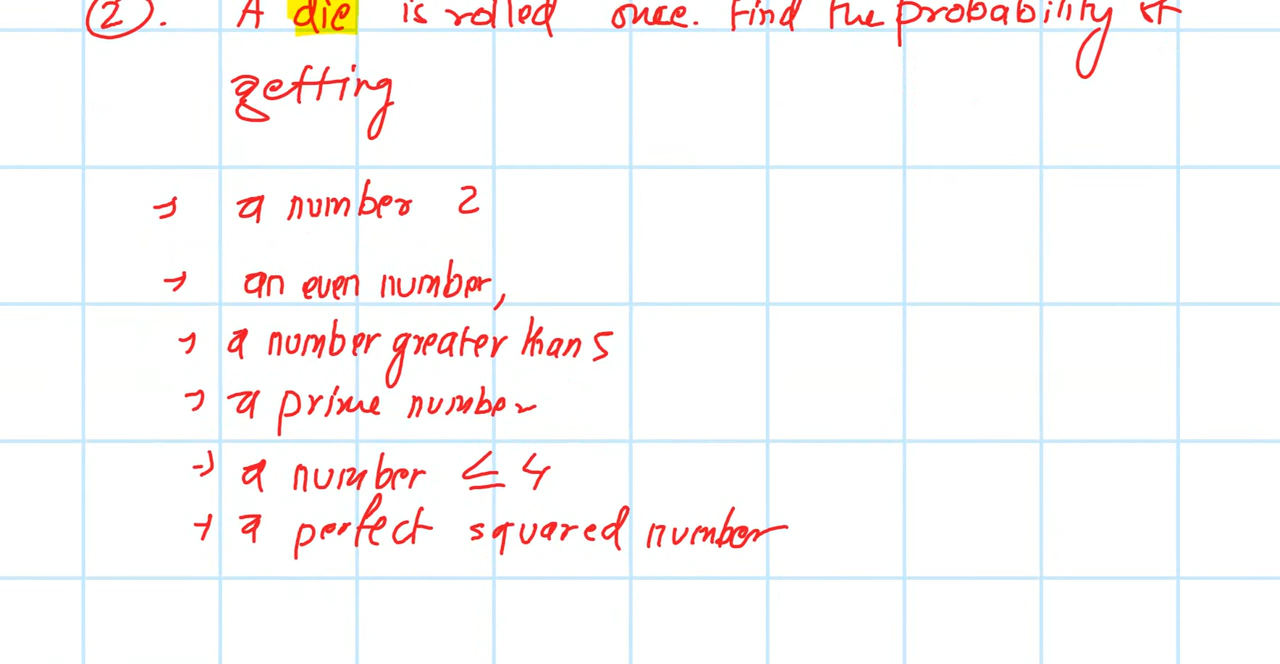 ②. A die is rolled once. Find the probability of
getting
→ a number 2
→ an even number,
→ a number greater than 5
→ a prime number
→ a number ≤ 4
→ a perfect squared number